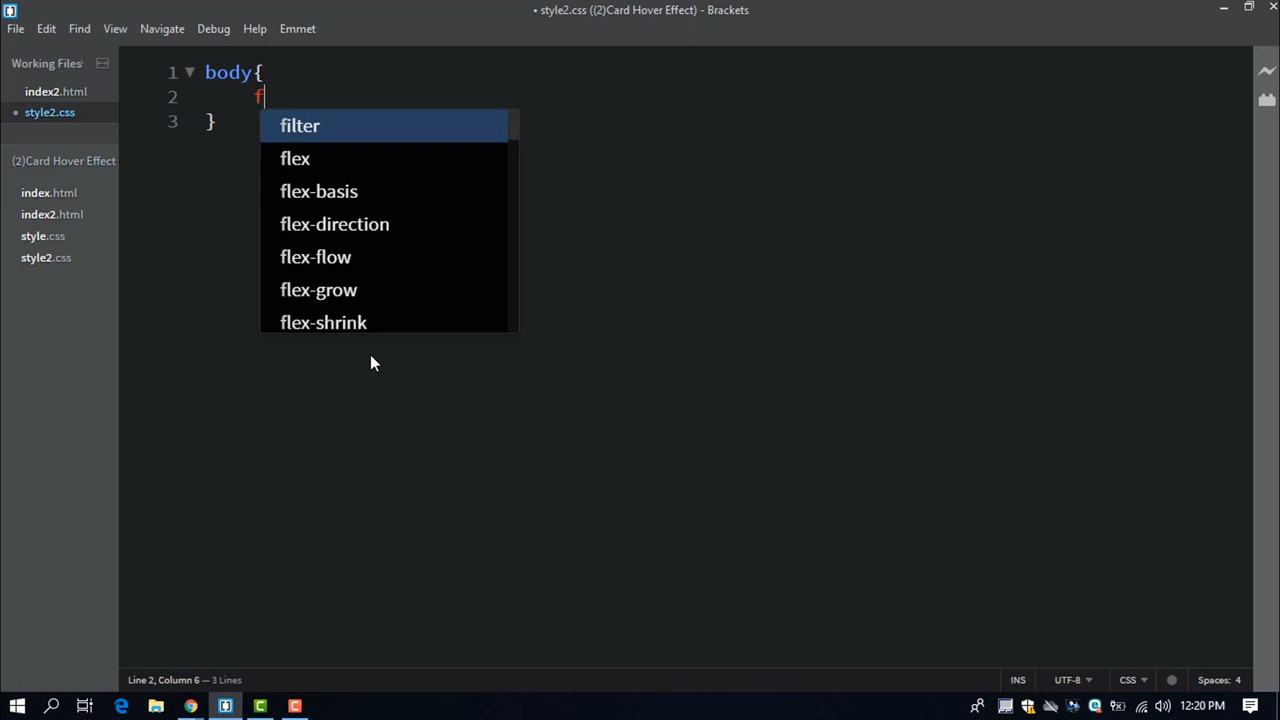 • style2.css ((2)Card Hover Effect) - Brackets
File Edit Find View Navigate Debug Help Emmet
Working Files
index2.html
• style2.css
(2)Card Hover Effect
index.html
index2.html
style.css
style2.css
1 body{
2 f
3 }
filter
flex
flex-basis
flex-direction
flex-flow
flex-grow
flex-shrink
Line 2, Column 6 — 3 Lines
INS UTF-8 CSS Spaces: 4
12:20 PM